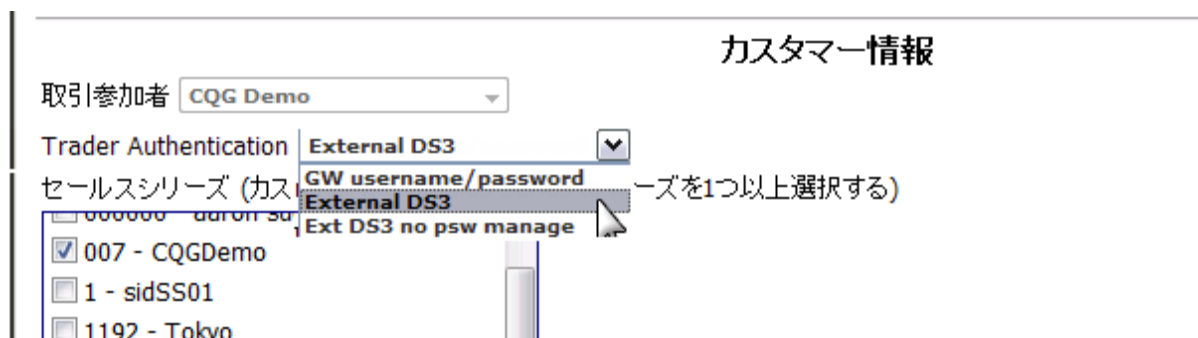 カスタマー情報
取引参加者 CQG Demo
Trader Authentication External DS3
セールスシリーズ (カス
GW username/password
ーズを1つ以上選択する)
External DS3
Ext DS3 no psw manage
007 - CQGDemo
1 - sidSS01
1192 - Tokyo